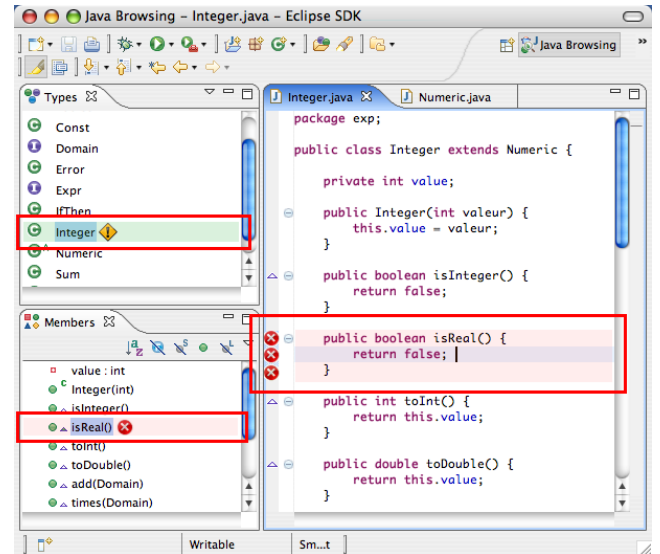 Java Browsing – Integer.java – Eclipse SDK
Java Browsing
Types
Const
Domain
Error
Expr
IfThen
Integer
Numeric
Sum
Members
value : int
Integer(int)
isInteger()
isReal()
toInt()
toDouble()
add(Domain)
times(Domain)
Integer.java
Numeric.java
package exp;
public class Integer extends Numeric {
private int value;
public Integer(int valeur) {
this.value = valeur;
}
public boolean isInteger() {
return false;
}
public boolean isReal() {
return false;
}
public int toInt() {
return this.value;
}
public double toDouble() {
return this.value;
}
Writable
Sm...t